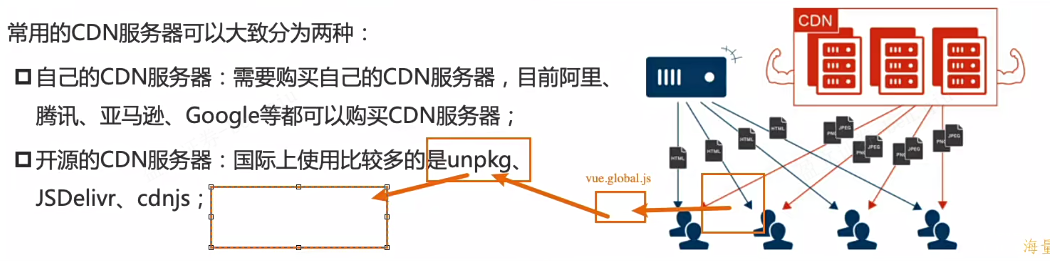 常用的CDN服务器可以大致分为两种：
自己的CDN服务器：需要购买自己的CDN服务器，目前阿里、
腾讯、亚马逊、Google等都可以购买CDN服务器；
开源的CDN服务器：国际上使用比较多的是unpkg、
JSDelivr、cdnjs；
vue.global.js
CDN
HTML
HTML
HTML
HTML
JPEG
JPEG
JPEG
海量